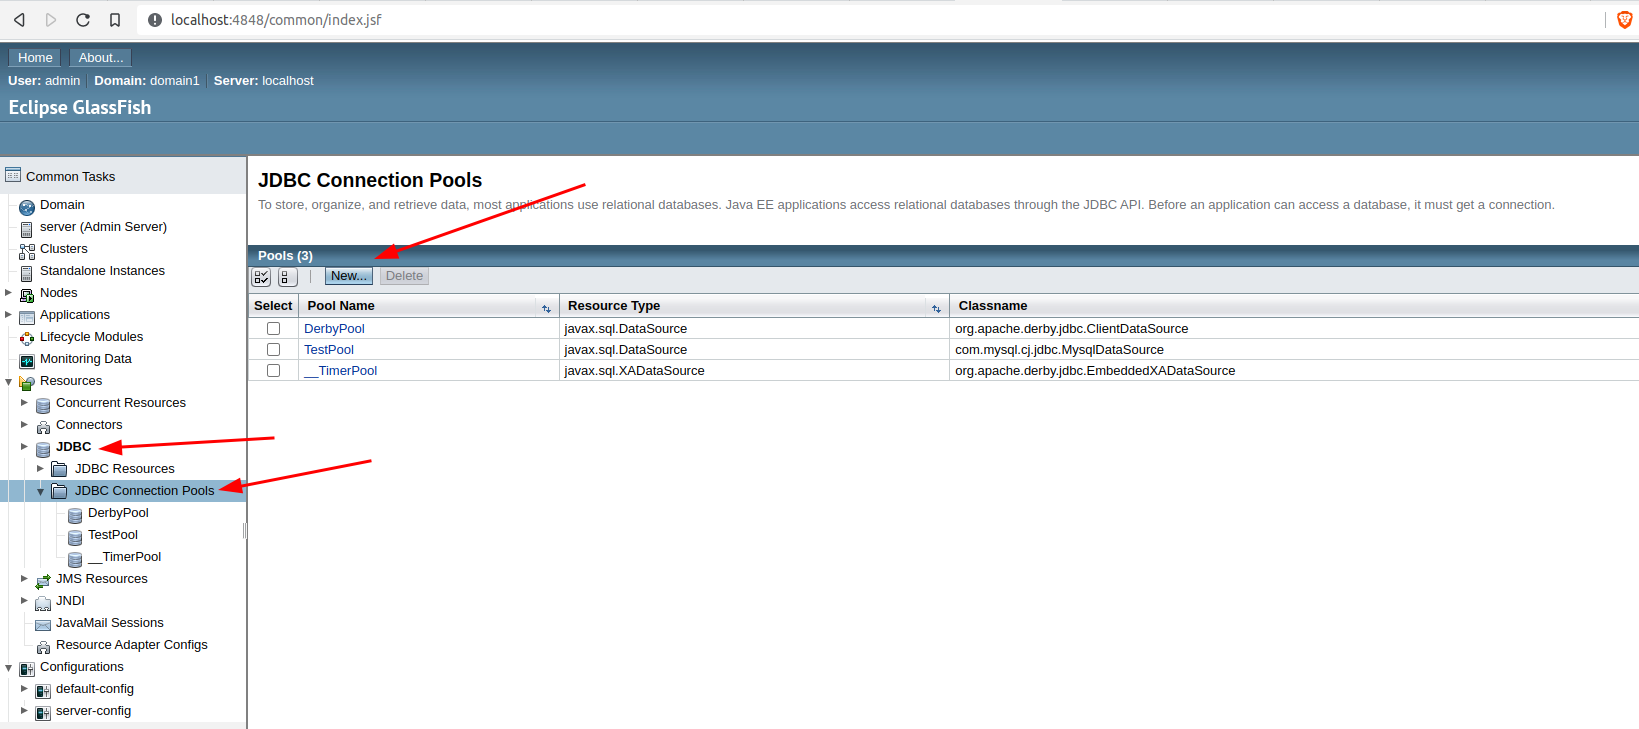 localhost:4848/common/index.jsf
Home About...
User: admin Domain: domain1 Server: localhost
Eclipse GlassFish
Common Tasks
Domain
server (Admin Server)
Clusters
Standalone Instances
Nodes
Applications
Lifecycle Modules
Monitoring Data
Resources
Concurrent Resources
Connectors
JDBC
JDBC Resources
JDBC Connection Pools
DerbyPool
TestPool
__TimerPool
JMS Resources
JNDI
JavaMail Sessions
Resource Adapter Configs
Configurations
default-config
server-config
JDBC Connection Pools
To store, organize, and retrieve data, most applications use relational databases. Java EE applications access relational databases through the JDBC API. Before an application can access a database, it must get a connection.
Pools (3)
New... Delete
Select Pool Name Resource Type Classname
DerbyPool javax.sql.DataSource org.apache.derby.jdbc.ClientDataSource
TestPool javax.sql.DataSource com.mysql.cj.jdbc.MysqlDataSource
__TimerPool javax.sql.XADataSource org.apache.derby.jdbc.EmbeddedXADataSource